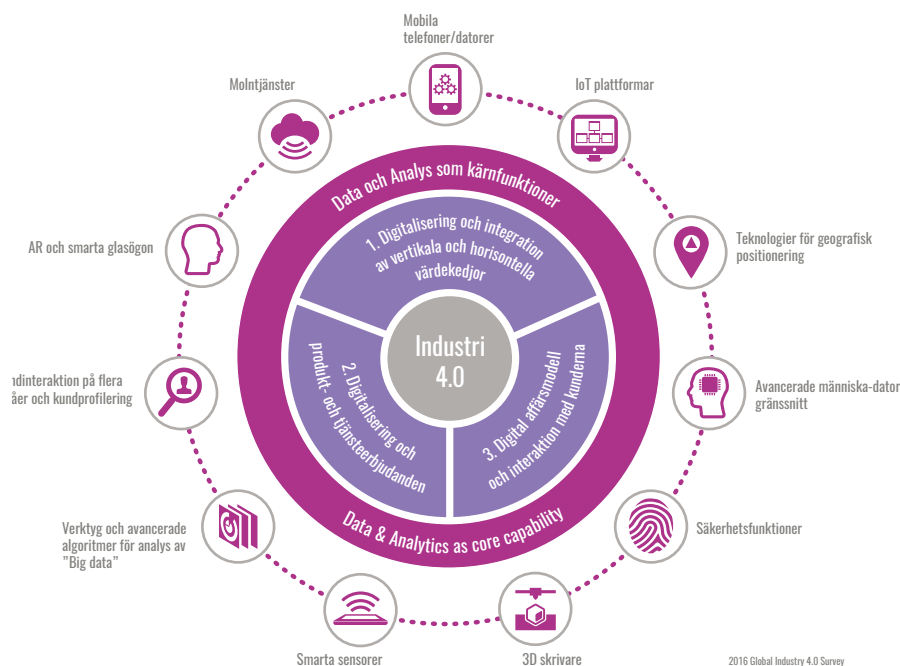 Mobila
telefoner/datorer
Molntjänster
IoT plattformar
Data och Analys som kärnfunktioner
1. Digitalisering och integration
av vertikala och horisontella
värdekedjor
AR och smarta glasögon
Teknologier för geografisk
positionering
Industri
4.0
2. Digitalisering och
produkt- och tjänsteerbjudanden
3. Digital affärsmodell
och interaktion med kunderna
ndinteraktion på flera
åer och kundprofilering
Avancerade människa-dator
gränssnitt
Data & Analytics as core capability
Verktyg och avancerade
algoritmer för analys av
”Big data”
Säkerhetsfunktioner
Smarta sensorer
3D skrivare
2016 Global Industry 4.0 Survey